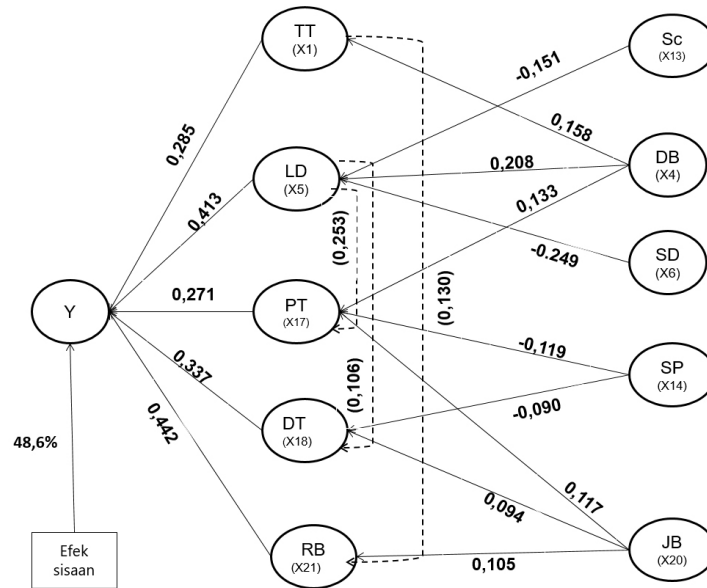 TT
(X1)
Sc
(X13)
-0,151
0,158
0,285
LD
(X5)
0,208
DB
(X4)
0,413
0,133
(0,253)
SD
(X6)
-0.249
Y
0,271
PT
(X17)
(0,130)
-0,119
SP
(X14)
0,337
(0,106)
-0,090
DT
(X18)
0,442
48,6%
0,117
0,094
Efek
sisaan
RB
(X21)
0,105
JB
(X20)